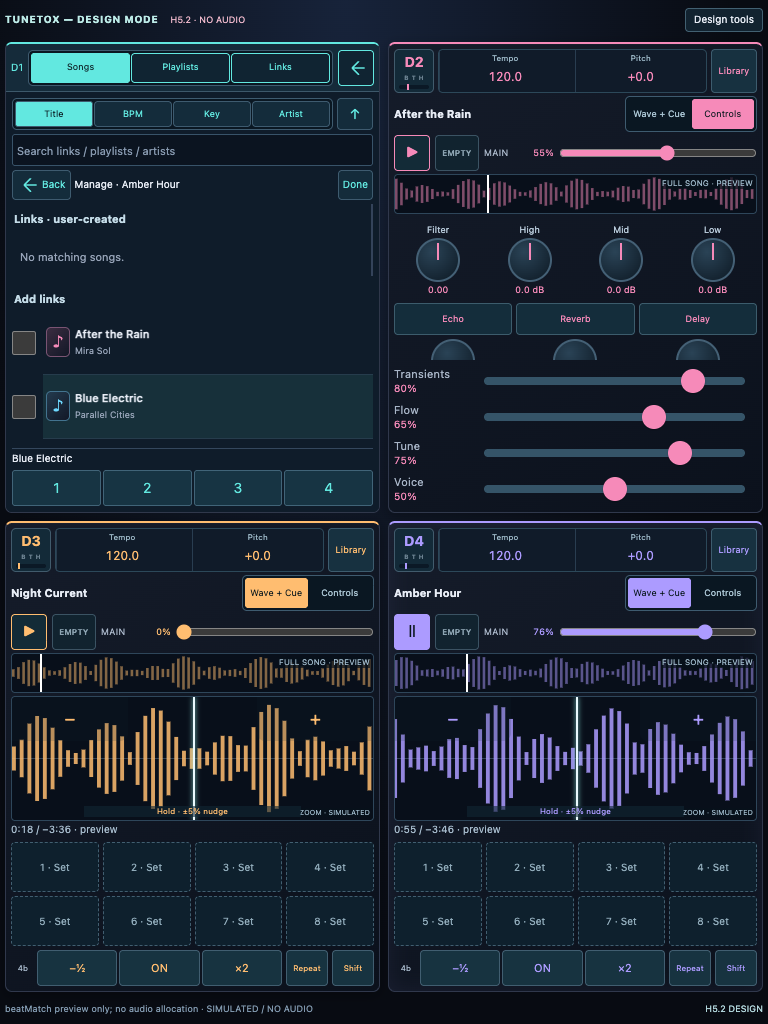 TUNETOX — DESIGN MODE H5.2 · NO AUDIO
Design tools
D1 Songs Playlists Links
Title BPM Key Artist
Search links / playlists / artists
Back Manage · Amber Hour Done
Links · user-created
No matching songs.
Add links
After the Rain
Mira Sol
Blue Electric
Parallel Cities
Blue Electric
1 2 3 4
D2
B T H
Tempo Pitch
120.0 +0.0
Library
After the Rain Wave + Cue Controls
EMPTY MAIN 55%
FULL SONG · PREVIEW
Filter High Mid Low
0.00 0.0 dB 0.0 dB 0.0 dB
Echo Reverb Delay
Transients
80%
Flow
65%
Tune
75%
Voice
50%
D3
B T H
Tempo Pitch
120.0 +0.0
Library
Night Current Wave + Cue Controls
EMPTY MAIN 0%
FULL SONG · PREVIEW
− +
Hold · ±5% nudge ZOOM · SIMULATED
0:18 / −3:36 · preview
1 · Set 2 · Set 3 · Set 4 · Set
5 · Set 6 · Set 7 · Set 8 · Set
4b −½ ON ×2 Repeat Shift
D4
B T H
Tempo Pitch
120.0 +0.0
Library
Amber Hour Wave + Cue Controls
EMPTY MAIN 76%
FULL SONG · PREVIEW
− +
Hold · ±5% nudge ZOOM · SIMULATED
0:55 / −3:46 · preview
1 · Set 2 · Set 3 · Set 4 · Set
5 · Set 6 · Set 7 · Set 8 · Set
4b −½ ON ×2 Repeat Shift
beatMatch preview only; no audio allocation · SIMULATED / NO AUDIO
H5.2 DESIGN